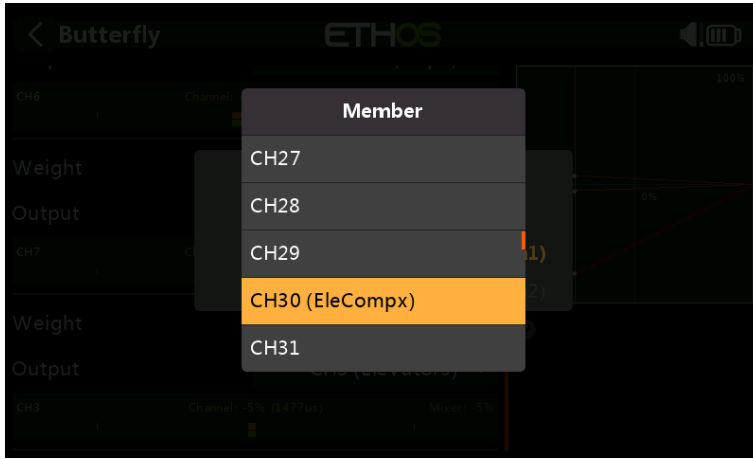 Butterfly
ETHOS
100%
CH6 Channel:
Member
CH27
Weight
CH28
0%
Output
CH29
CH7
1)
CH30 (EleCompx)
2)
Weight
CH31
Output
CH3 (Elevators)
CH3 Channel: -5% (1477us) Mixer: -5%